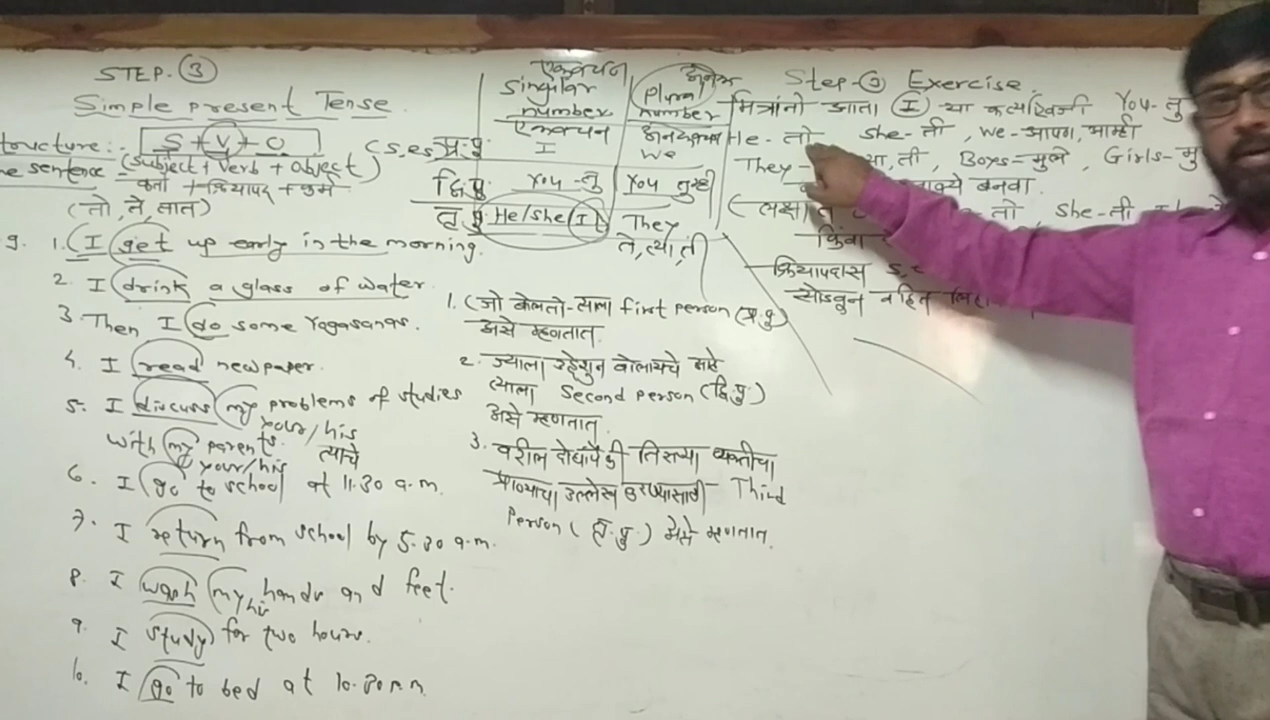 STEP-③
Simple present Tense.
tructure:- S+V+O (S, es)
e sentence (Subject + Verb + Object)
कर्ता + क्रियापद + कर्म
(तो, ते, तात)
g. 1. I get up early in the morning.
2. I drink a glass of water.
3. Then I do some Yogasanas.
4. I read newpaper.
5. I discuss my problems of studies
your/his
with my parents. त्याचे
your/his
6. I go to school at 11.30 a.m.
7. I return from school by 5.30 a.m.
8. I wash my hands and feet.
his
9. I study for two hours.
10. I go to bed at 10.30 p.m.
एकवचन
Singular number
Plural number
एकवचन
प्र.पु. I We
द्वि.पु. You-तु You तुम्ही
तृ.पु. He/She (It) They
ते, त्या, ती
1. (जो बोलतो-त्याला first person (प्र.पु)
असे म्हणतात.
2. ज्याला उद्देशुन बोलायचे आहे
त्याला Second person (द्वि.पु.)
असे म्हणतात.
3. वरील दोघांपैकी तिसऱ्या व्यक्तीचा
प्राण्याचा उल्लेख करण्यासाठी - Third
Person (तृ.पु.) असे म्हणतात.
Step-③ Exercise.
मित्रांनो आता (I) या कर्त्याऐवजी You-तु
He-तो She-ती, we-आपण, आम्ही
They ती, Boys=मुले, Girls-मु
वाक्ये बनवा.
(लक्षात तो, She-ती
किंवा
क्रियापदास s,
सोडवून वहित लिहा